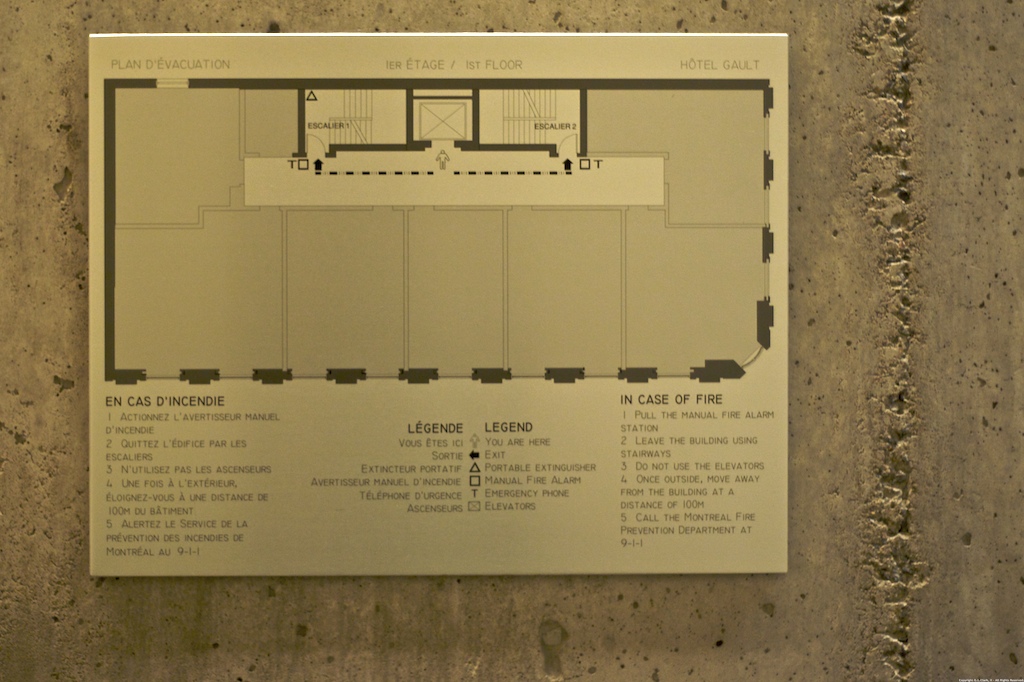 PLAN D'ÉVACUATION 1ER ÉTAGE / 1ST FLOOR HÔTEL GAULT
ESCALIER 1 ESCALIER 2
T T
EN CAS D'INCENDIE
1 ACTIONNEZ L'AVERTISSEUR MANUEL
D'INCENDIE
2 QUITTEZ L'ÉDIFICE PAR LES
ESCALIERS
3 N'UTILISEZ PAS LES ASCENSEURS
4 UNE FOIS À L'EXTÉRIEUR,
ÉLOIGNEZ-VOUS À UNE DISTANCE DE
100M DU BÂTIMENT
5 ALERTEZ LE SERVICE DE LA
PRÉVENTION DES INCENDIES DE
MONTRÉAL AU 9-1-1
LÉGENDE LEGEND
VOUS ÊTES ICI YOU ARE HERE
SORTIE EXIT
EXTINCTEUR PORTATIF PORTABLE EXTINGUISHER
AVERTISSEUR MANUEL D'INCENDIE MANUAL FIRE ALARM
TÉLÉPHONE D'URGENCE T EMERGENCY PHONE
ASCENSEURS ELEVATORS
IN CASE OF FIRE
1 PULL THE MANUAL FIRE ALARM
STATION
2 LEAVE THE BUILDING USING
STAIRWAYS
3 DO NOT USE THE ELEVATORS
4 ONCE OUTSIDE, MOVE AWAY
FROM THE BUILDING AT A
DISTANCE OF 100M
5 CALL THE MONTREAL FIRE
PREVENTION DEPARTMENT AT
9-1-1